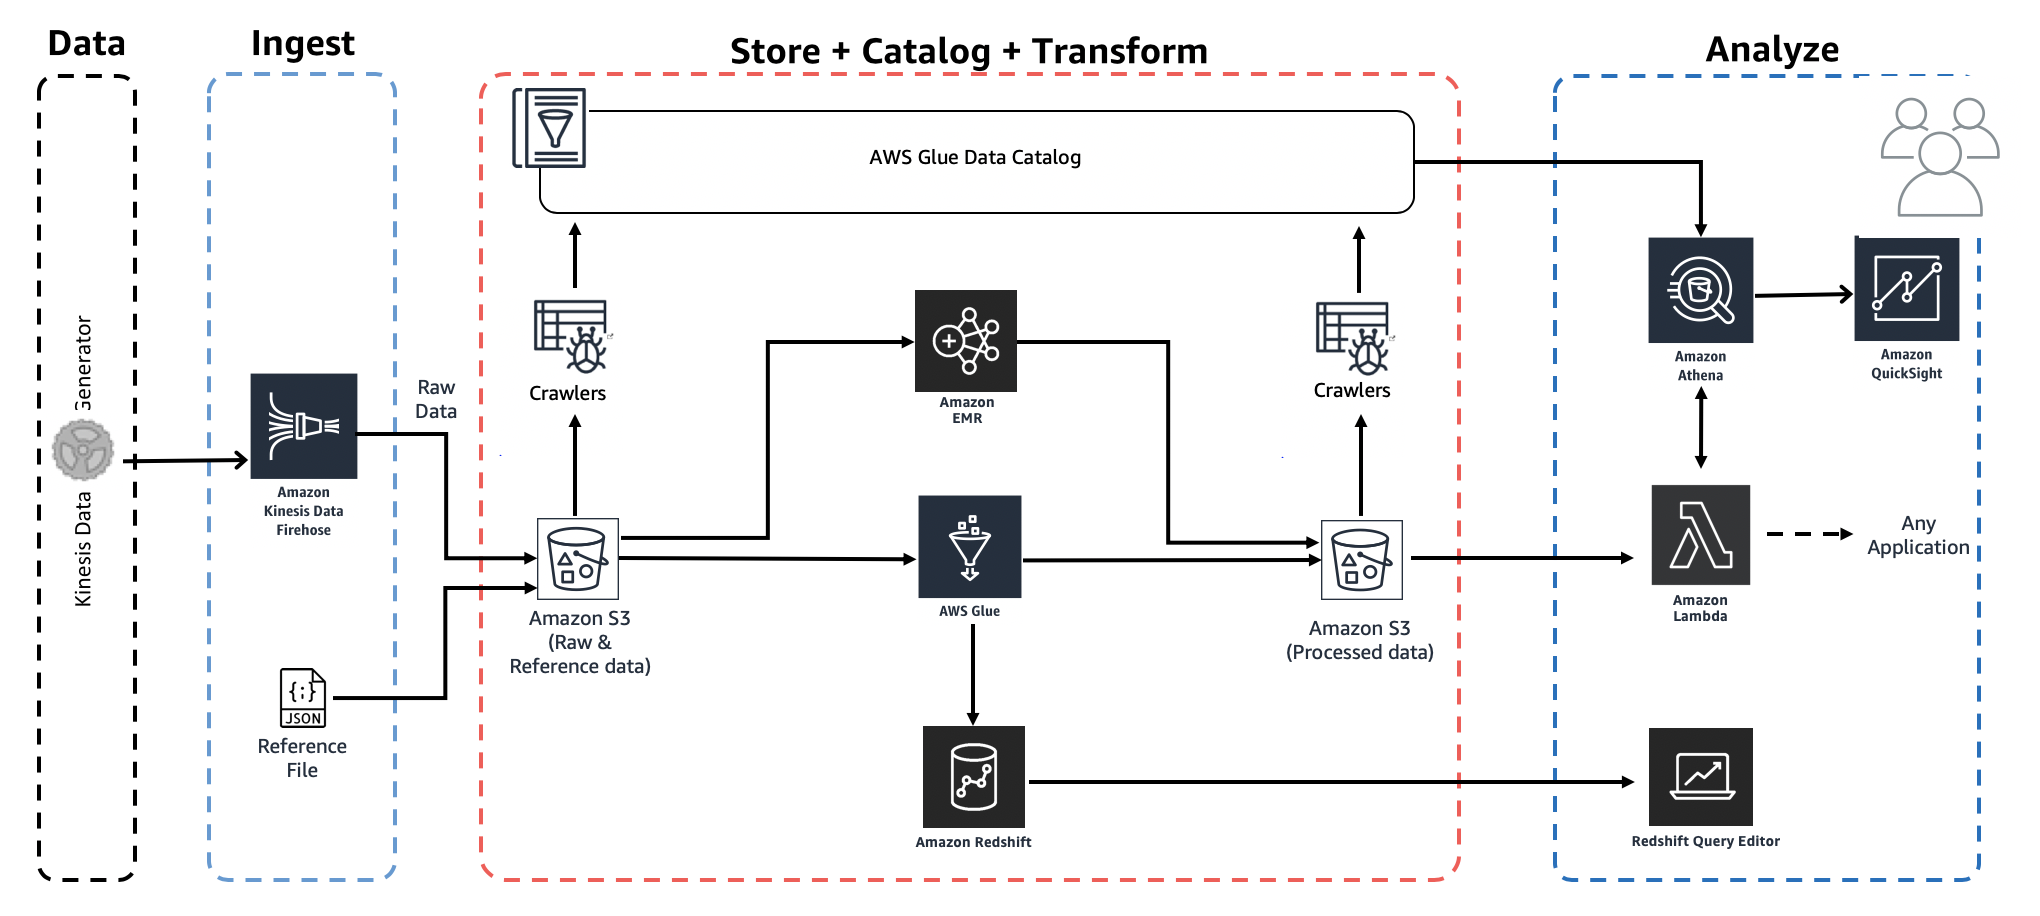 Data
Ingest
Store + Catalog + Transform
Analyze
AWS Glue Data Catalog
Kinesis Data Generator
Raw
Data
Amazon
Kinesis Data
Firehose
{;}
JSON
Reference
File
Crawlers
Amazon S3
(Raw &
Reference data)
Amazon
EMR
AWS Glue
Amazon Redshift
Crawlers
Amazon S3
(Processed data)
Amazon
Athena
Amazon
QuickSight
Amazon
Lambda
Any
Application
Redshift Query Editor